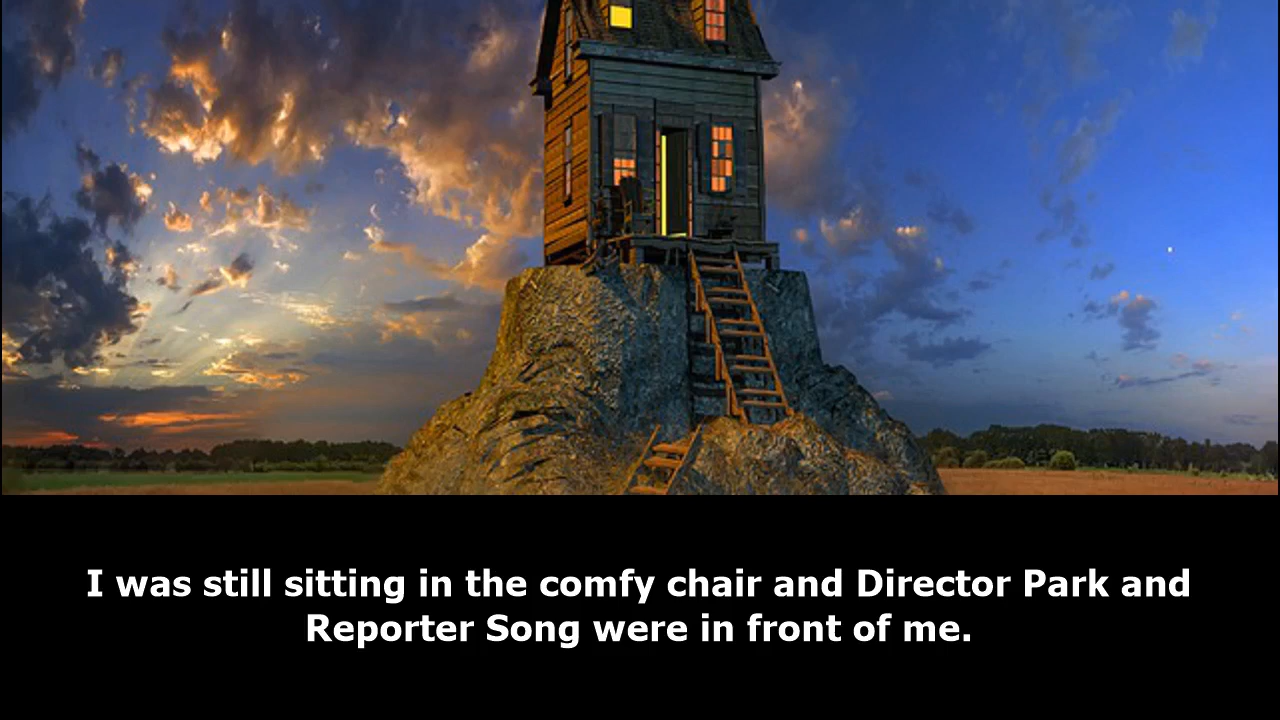 I was still sitting in the comfy chair and Director Park and
Reporter Song were in front of me.